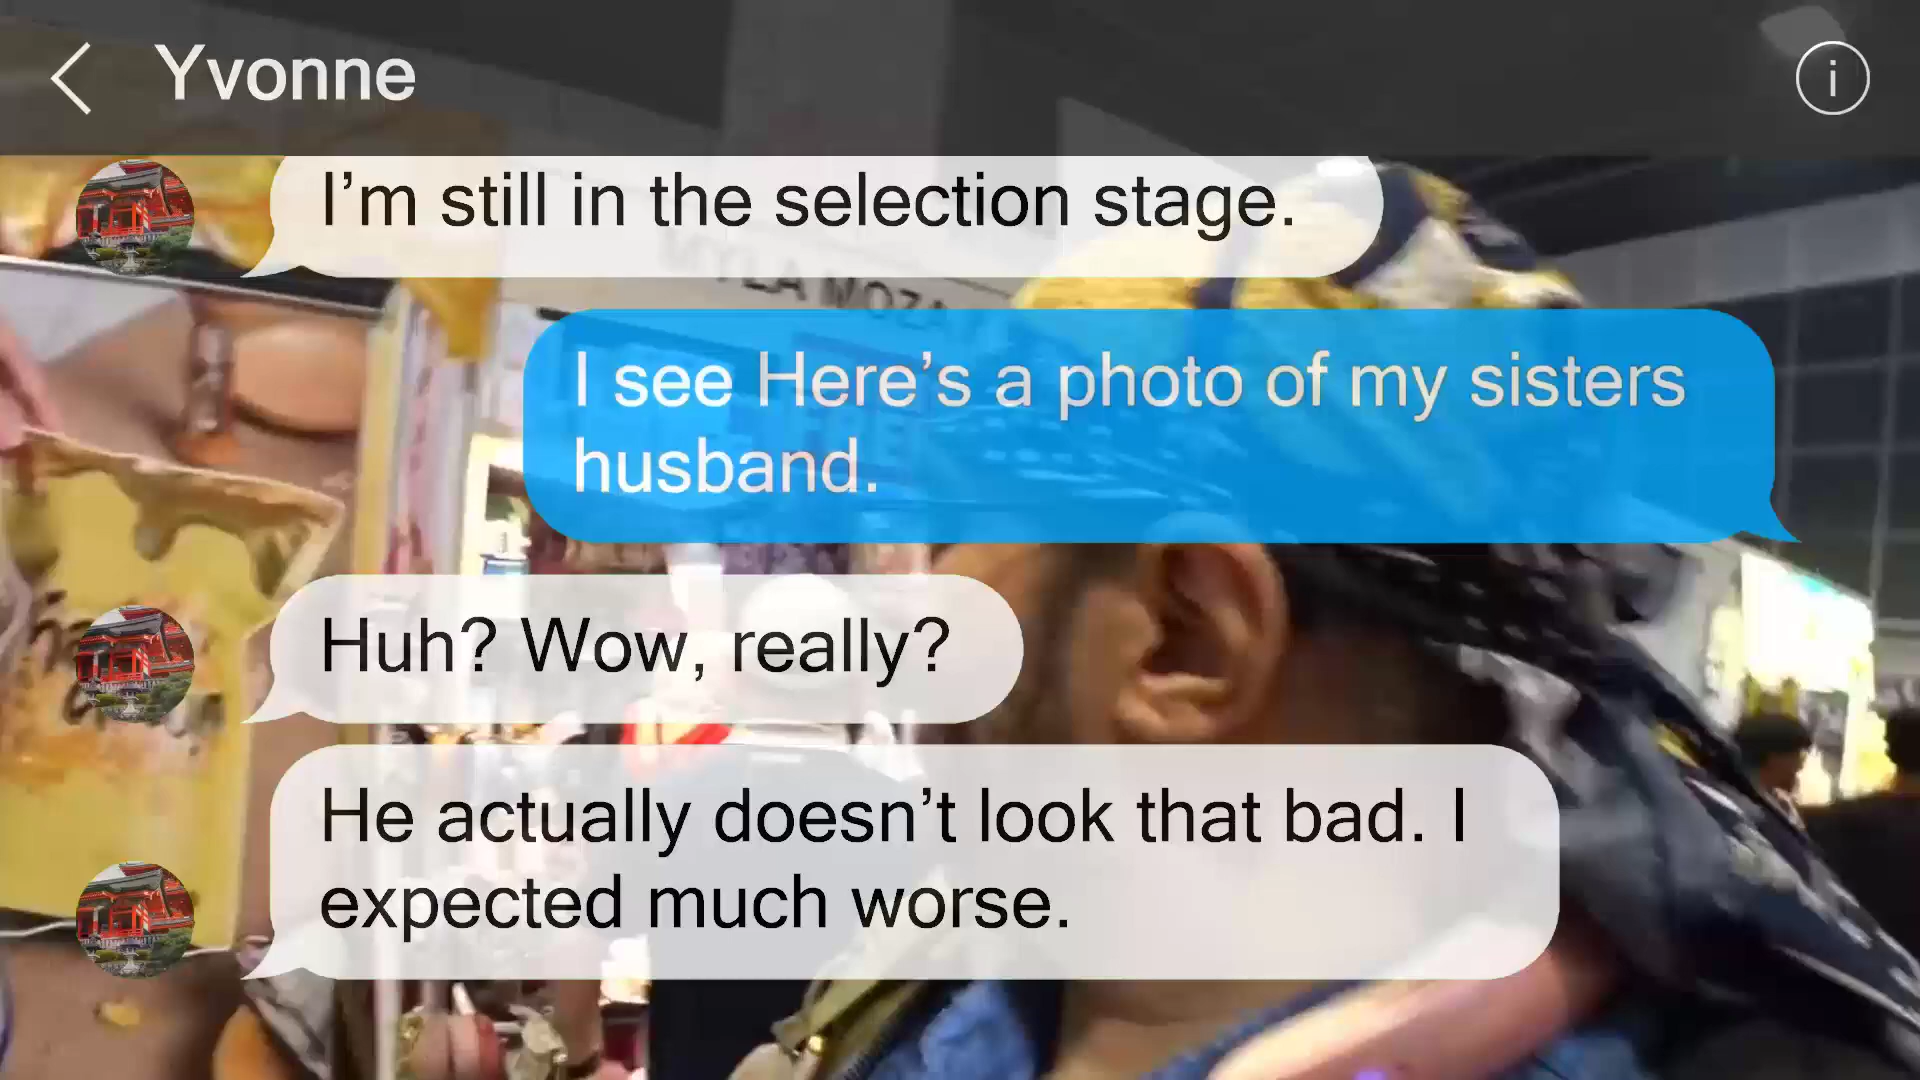 Yvonne
I’m still in the selection stage.
I see Here’s a photo of my sisters
husband.
Huh? Wow, really?
He actually doesn’t look that bad. I
expected much worse.